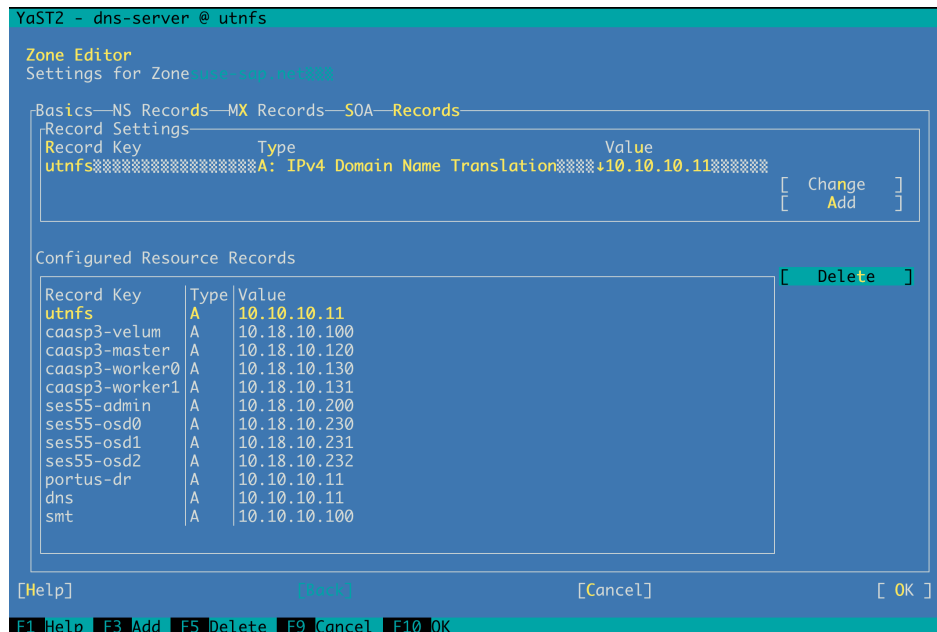 YaST2 - dns-server @ utnfs
Zone Editor
Settings for Zone suse-sap.net
Basics NS Records MX Records SOA Records
Record Settings
Record Key Type Value
utnfs A: IPv4 Domain Name Translation ↓ 10.10.10.11
[ Change ]
[ Add ]
Configured Resource Records
[ Delete ]
Record Key Type Value
utnfs A 10.10.10.11
caasp3-velum A 10.18.10.100
caasp3-master A 10.18.10.120
caasp3-worker0 A 10.18.10.130
caasp3-worker1 A 10.18.10.131
ses55-admin A 10.18.10.200
ses55-osd0 A 10.18.10.230
ses55-osd1 A 10.18.10.231
ses55-osd2 A 10.18.10.232
portus-dr A 10.10.10.11
dns A 10.10.10.11
smt A 10.10.10.100
[Help] [Back] [Cancel] [ OK ]
F1 Help F3 Add F5 Delete F9 Cancel F10 OK